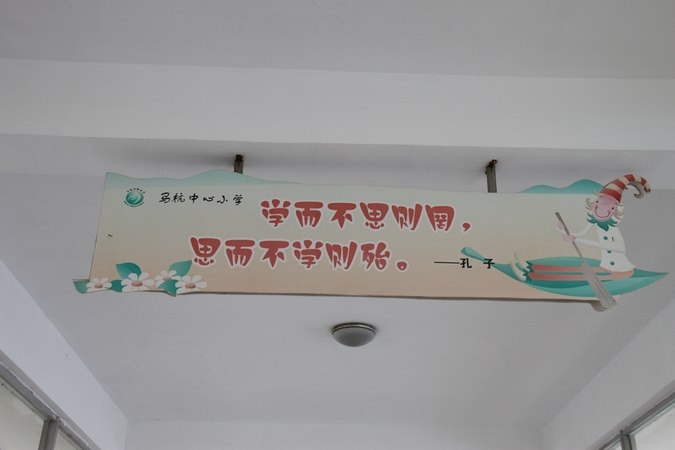 马杭中心小学
学而不思则罔，
思而不学则殆。
——孔 子